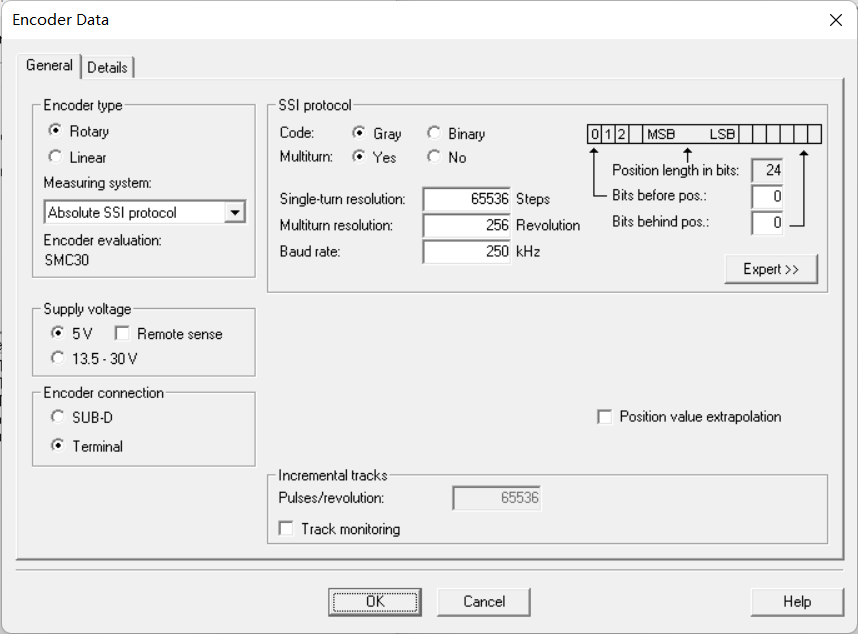 Encoder Data
General Details
Encoder type
Rotary
Linear
Measuring system:
Absolute SSI protocol
Encoder evaluation:
SMC30
Supply voltage
5 V Remote sense
13.5 - 30 V
Encoder connection
SUB-D
Terminal
SSI protocol
Code: Gray Binary
Multiturn: Yes No
Single-turn resolution: 65536 Steps
Multiturn resolution: 256 Revolution
Baud rate: 250 kHz
0 1 2 MSB LSB
Position length in bits: 24
Bits before pos.: 0
Bits behind pos.: 0
Expert >>
Position value extrapolation
Incremental tracks
Pulses/revolution: 65536
Track monitoring
OK Cancel Help